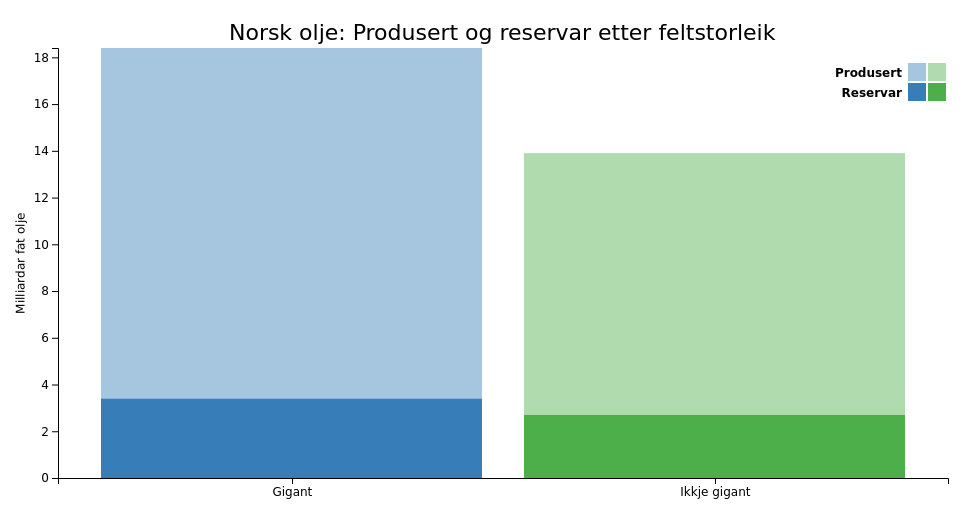 Norsk olje: Produsert og reservar etter feltstorleik
Produsert
Reservar
Milliardar fat olje
18
16
14
12
10
8
6
4
2
0
Gigant
Ikkje gigant